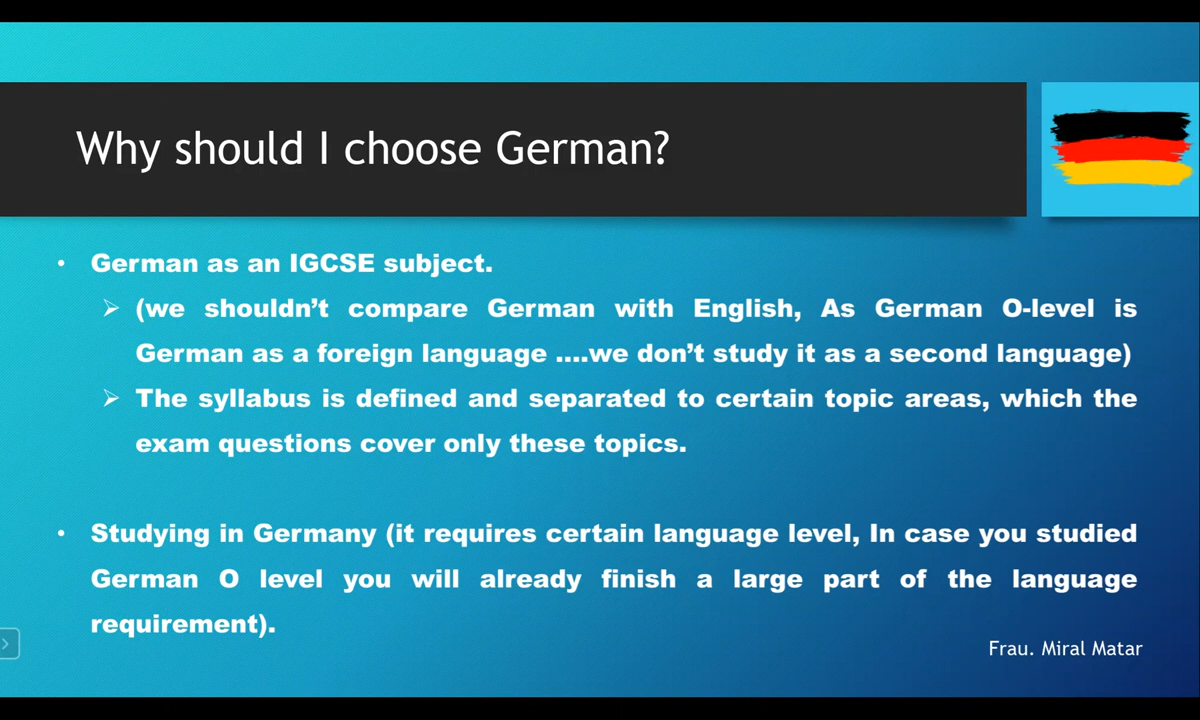 Why should I choose German?
• German as an IGCSE subject.
➢ (we shouldn’t compare German with English, As German O-level is
German as a foreign language ....we don’t study it as a second language)
➢ The syllabus is defined and separated to certain topic areas, which the
exam questions cover only these topics.
• Studying in Germany (it requires certain language level, In case you studied
German O level you will already finish a large part of the language
requirement).
Frau. Miral Matar